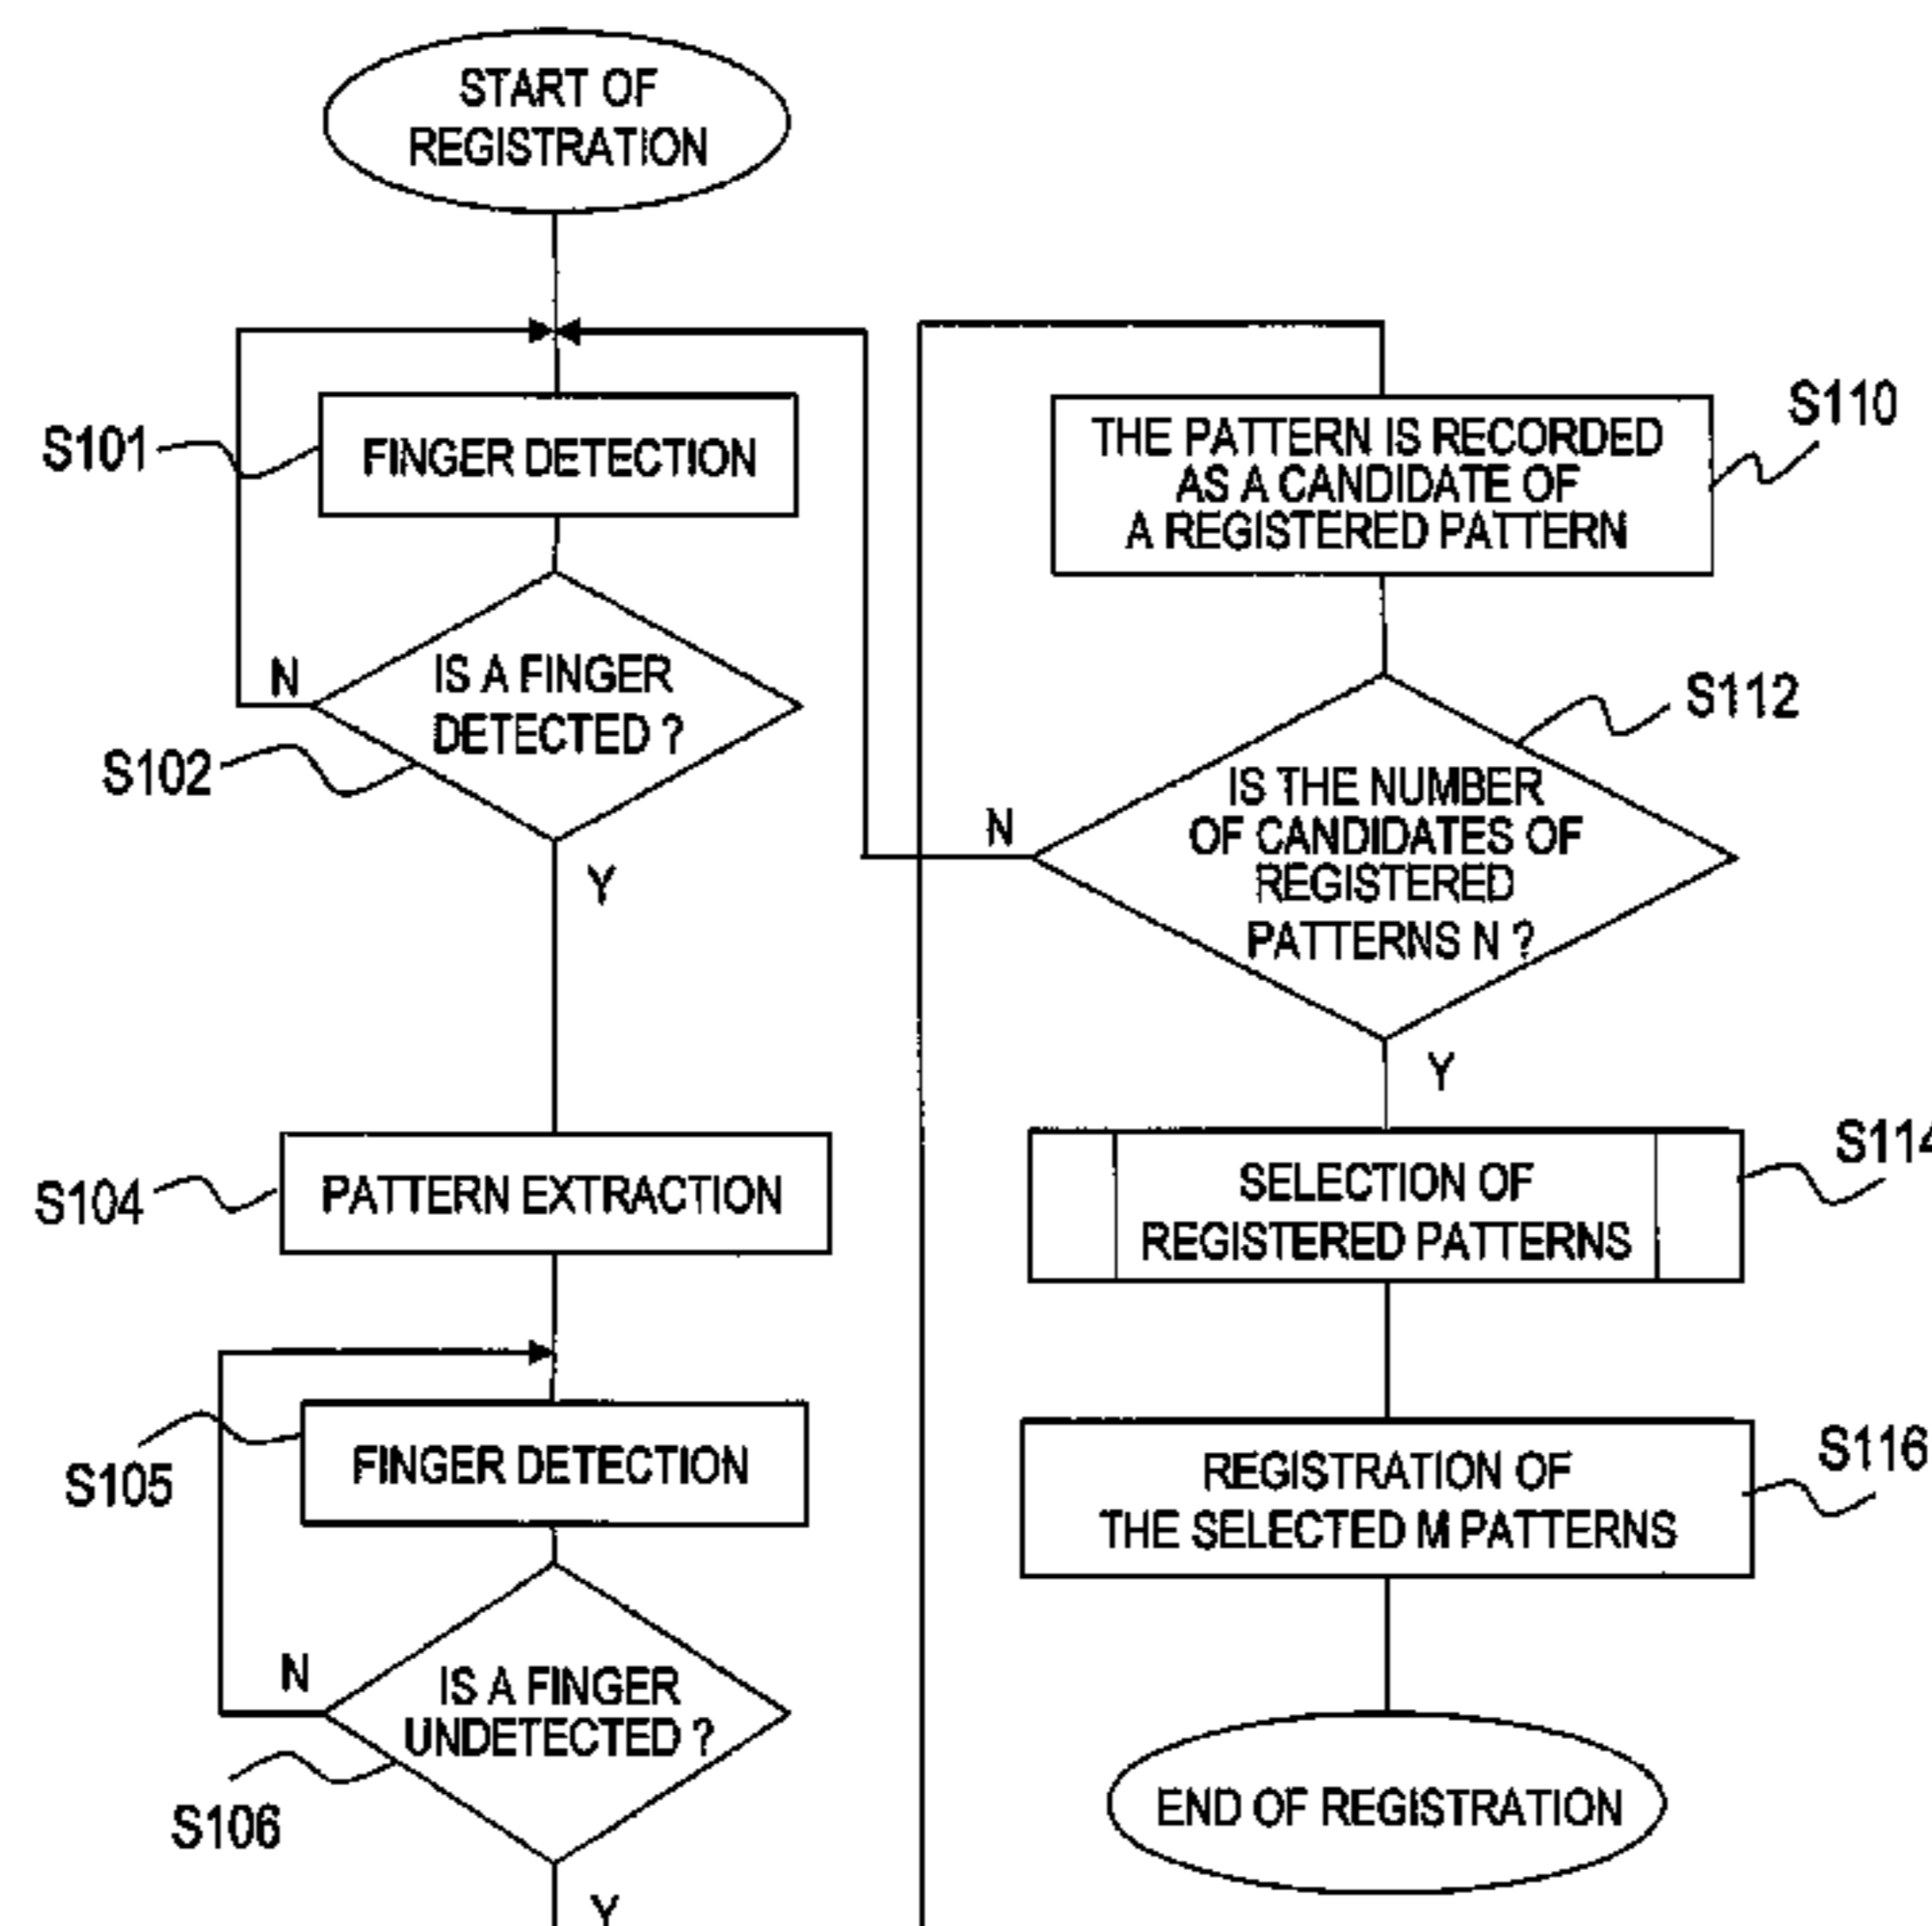 START OF
REGISTRATION
S101
FINGER DETECTION
N
IS A FINGER
DETECTED ?
S102
Y
S104
PATTERN EXTRACTION
S105
FINGER DETECTION
N
IS A FINGER
UNDETECTED ?
S106
Y
THE PATTERN IS RECORDED
AS A CANDIDATE OF
A REGISTERED PATTERN
S110
S112
N
IS THE NUMBER
OF CANDIDATES OF
REGISTERED
PATTERNS N ?
Y
S114
SELECTION OF
REGISTERED PATTERNS
S116
REGISTRATION OF
THE SELECTED M PATTERNS
END OF REGISTRATION